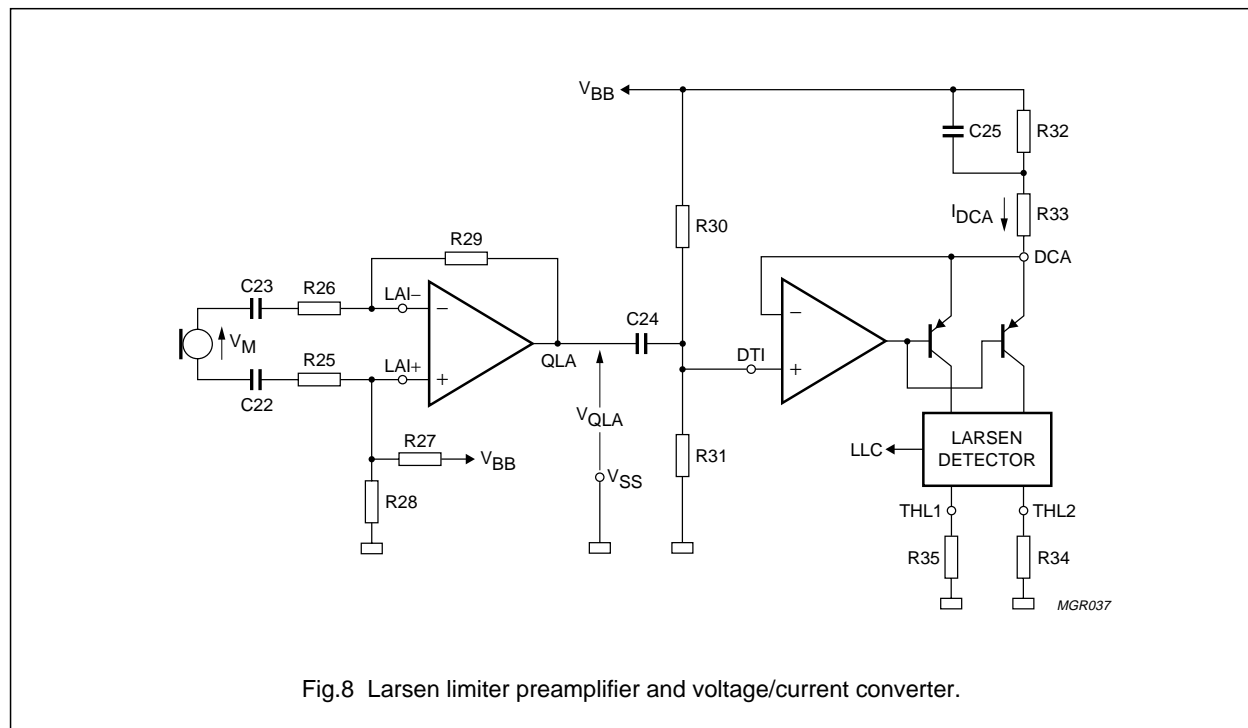 V_BB
C25
R32
I_DCA
R33
R30
DCA
R29
C23
R26
LAI−
−
V_M
C24
−
R25
LAI+
+
QLA
DTI
+
C22
V_QLA
R27
V_BB
R31
LLC
LARSEN
DETECTOR
V_SS
R28
THL1
THL2
R35
R34
MGR037
Fig.8 Larsen limiter preamplifier and voltage/current converter.